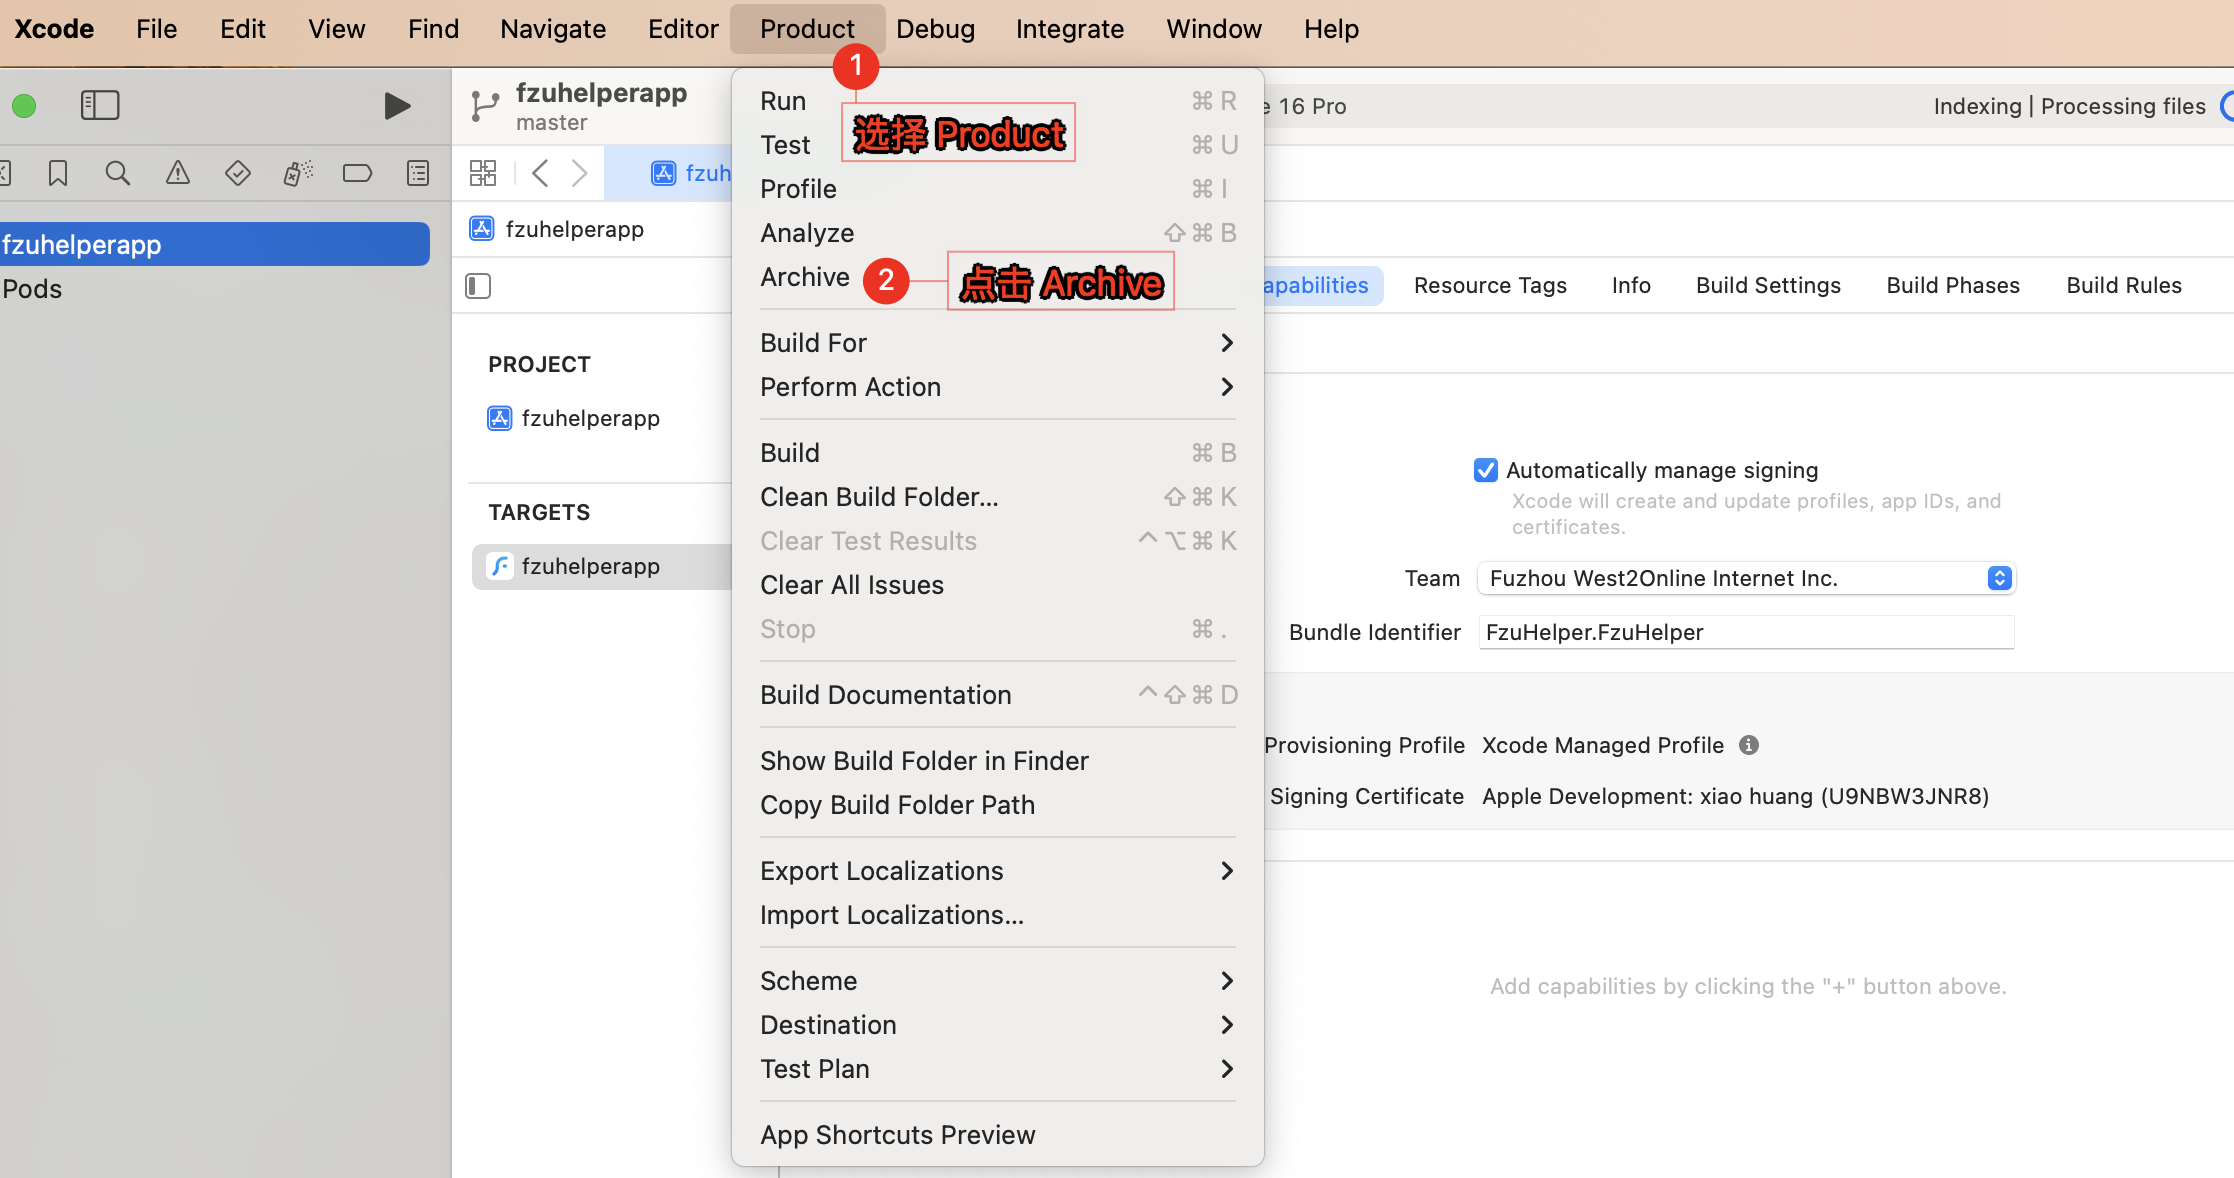 Xcode File Edit View Find Navigate Editor Product Debug Integrate Window Help
1
选择 Product
fzuhelperapp
master
16 Pro
Indexing | Processing files
fzuh
fzuhelperapp
Pods
fzuhelperapp
Run ⌘ R
Test ⌘ U
Profile ⌘ I
Analyze ⇧ ⌘ B
Archive
2
点击 Archive
Build For
Perform Action
Build ⌘ B
Clean Build Folder... ⇧ ⌘ K
Clear Test Results ^ ⌥ ⌘ K
Clear All Issues
Stop ⌘ .
Build Documentation ^ ⇧ ⌘ D
Show Build Folder in Finder
Copy Build Folder Path
Export Localizations
Import Localizations...
Scheme
Destination
Test Plan
App Shortcuts Preview
PROJECT
fzuhelperapp
TARGETS
fzuhelperapp
apabilities Resource Tags Info Build Settings Build Phases Build Rules
Automatically manage signing
Xcode will create and update profiles, app IDs, and
certificates.
Team Fuzhou West2Online Internet Inc.
Bundle Identifier FzuHelper.FzuHelper
Provisioning Profile Xcode Managed Profile
Signing Certificate Apple Development: xiao huang (U9NBW3JNR8)
Add capabilities by clicking the "+" button above.